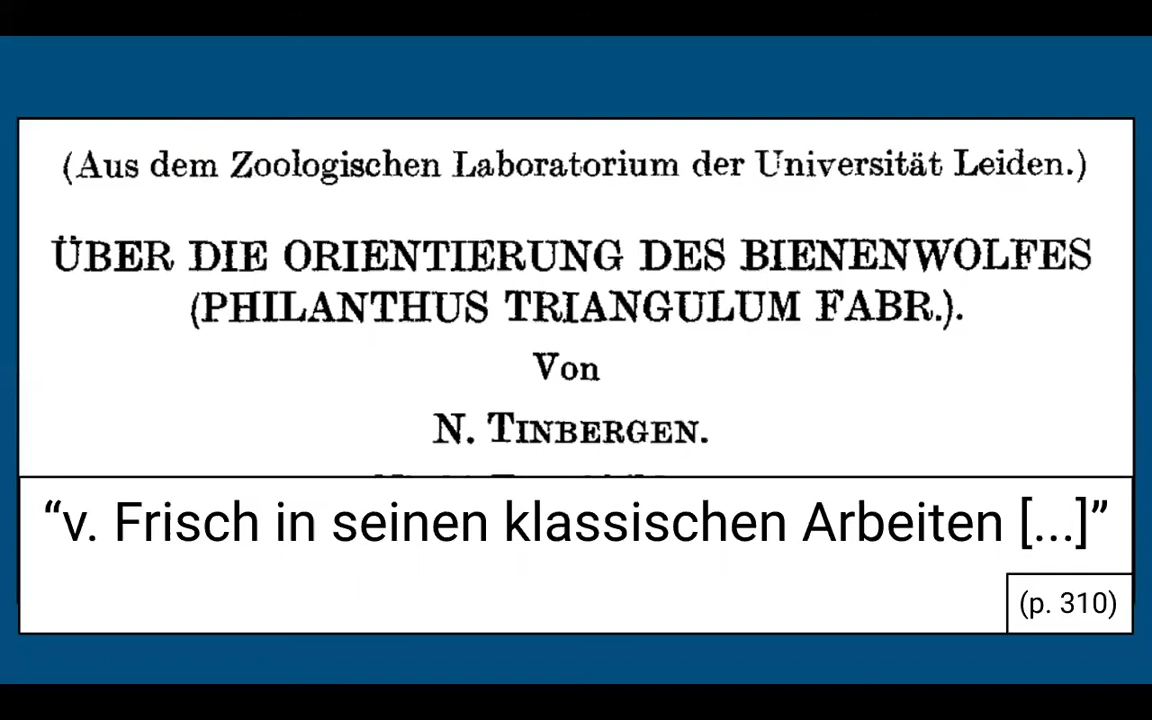 (Aus dem Zoologischen Laboratorium der Universität Leiden.)
ÜBER DIE ORIENTIERUNG DES BIENENWOLFES
(PHILANTHUS TRIANGULUM FABR.).
Von
N. TINBERGEN.
“v. Frisch in seinen klassischen Arbeiten [...]”
(p. 310)